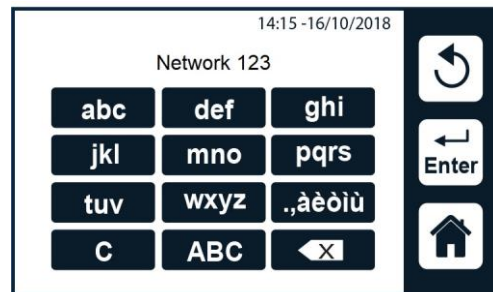 14:15 -16/10/2018
Network 123
abc def ghi
jkl mno pqrs
Enter
tuv wxyz .,àèòìù
C ABC X